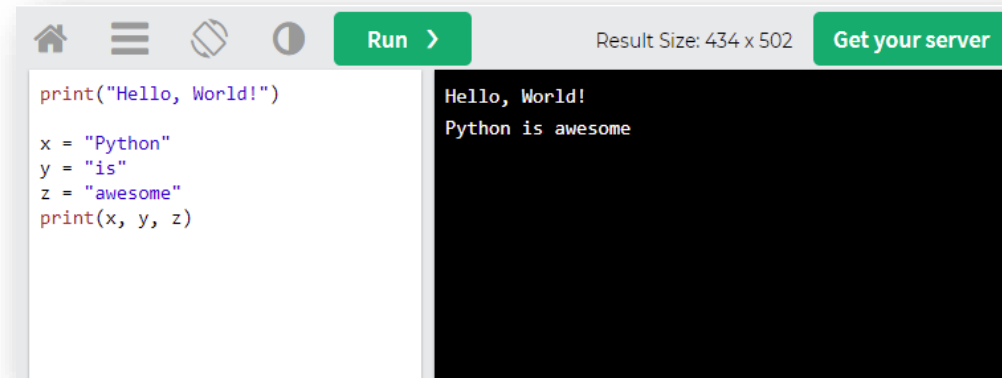 Run ❯
Result Size: 434 x 502
Get your server
print("Hello, World!")
x = "Python"
y = "is"
z = "awesome"
print(x, y, z)
Hello, World!
Python is awesome